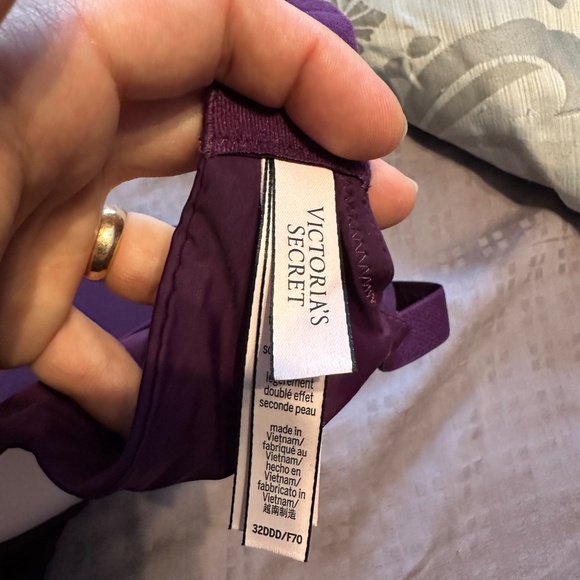 VICTORIA'S
SECRET
légèrement
doublé effet
seconde peau
made in
Vietnam/
fabriqué au
Vietnam/
hecho en
Vietnam/
fabbricato in
Vietnam/
越南制造
32DDD/F70